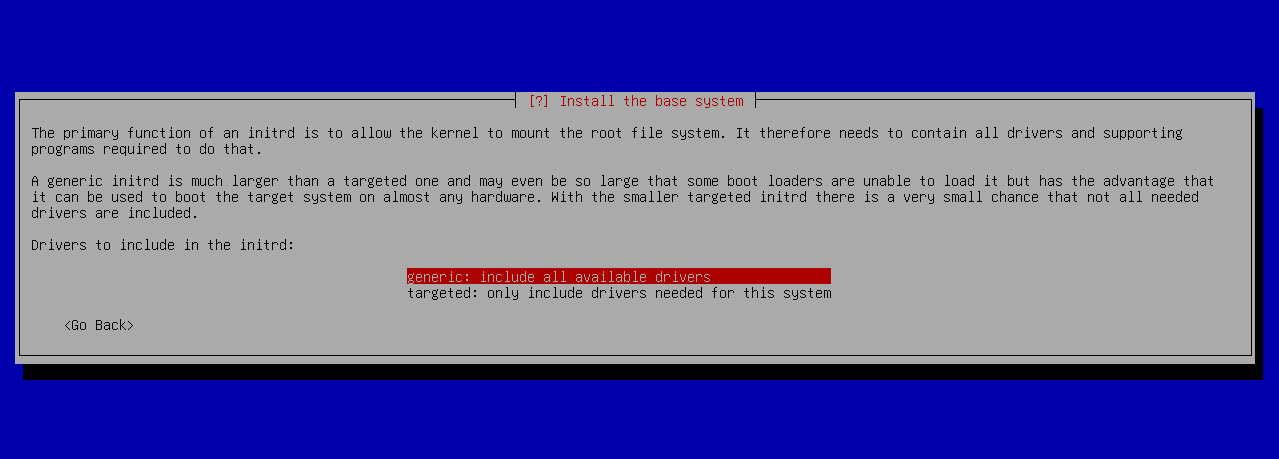 [?] Install the base system
The primary function of an initrd is to allow the kernel to mount the root file system. It therefore needs to contain all drivers and supporting
programs required to do that.
A generic initrd is much larger than a targeted one and may even be so large that some boot loaders are unable to load it but has the advantage that
it can be used to boot the target system on almost any hardware. With the smaller targeted initrd there is a very small chance that not all needed
drivers are included.
Drivers to include in the initrd:
generic: include all available drivers
targeted: only include drivers needed for this system
<Go Back>